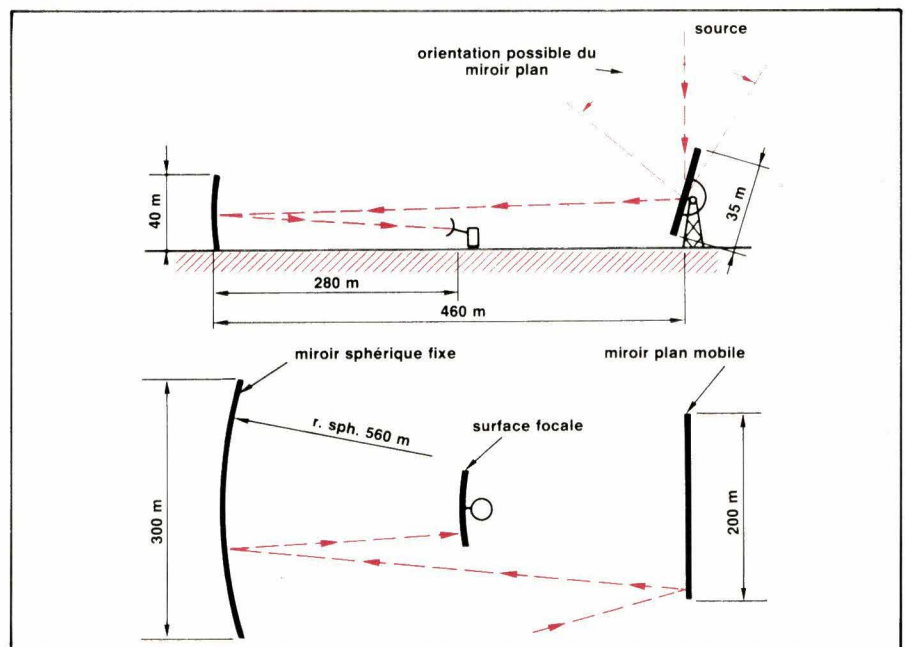 source
orientation possible du
miroir plan
40 m
35 m
280 m
460 m
miroir sphérique fixe
miroir plan mobile
r. sph. 560 m
surface focale
300 m
200 m